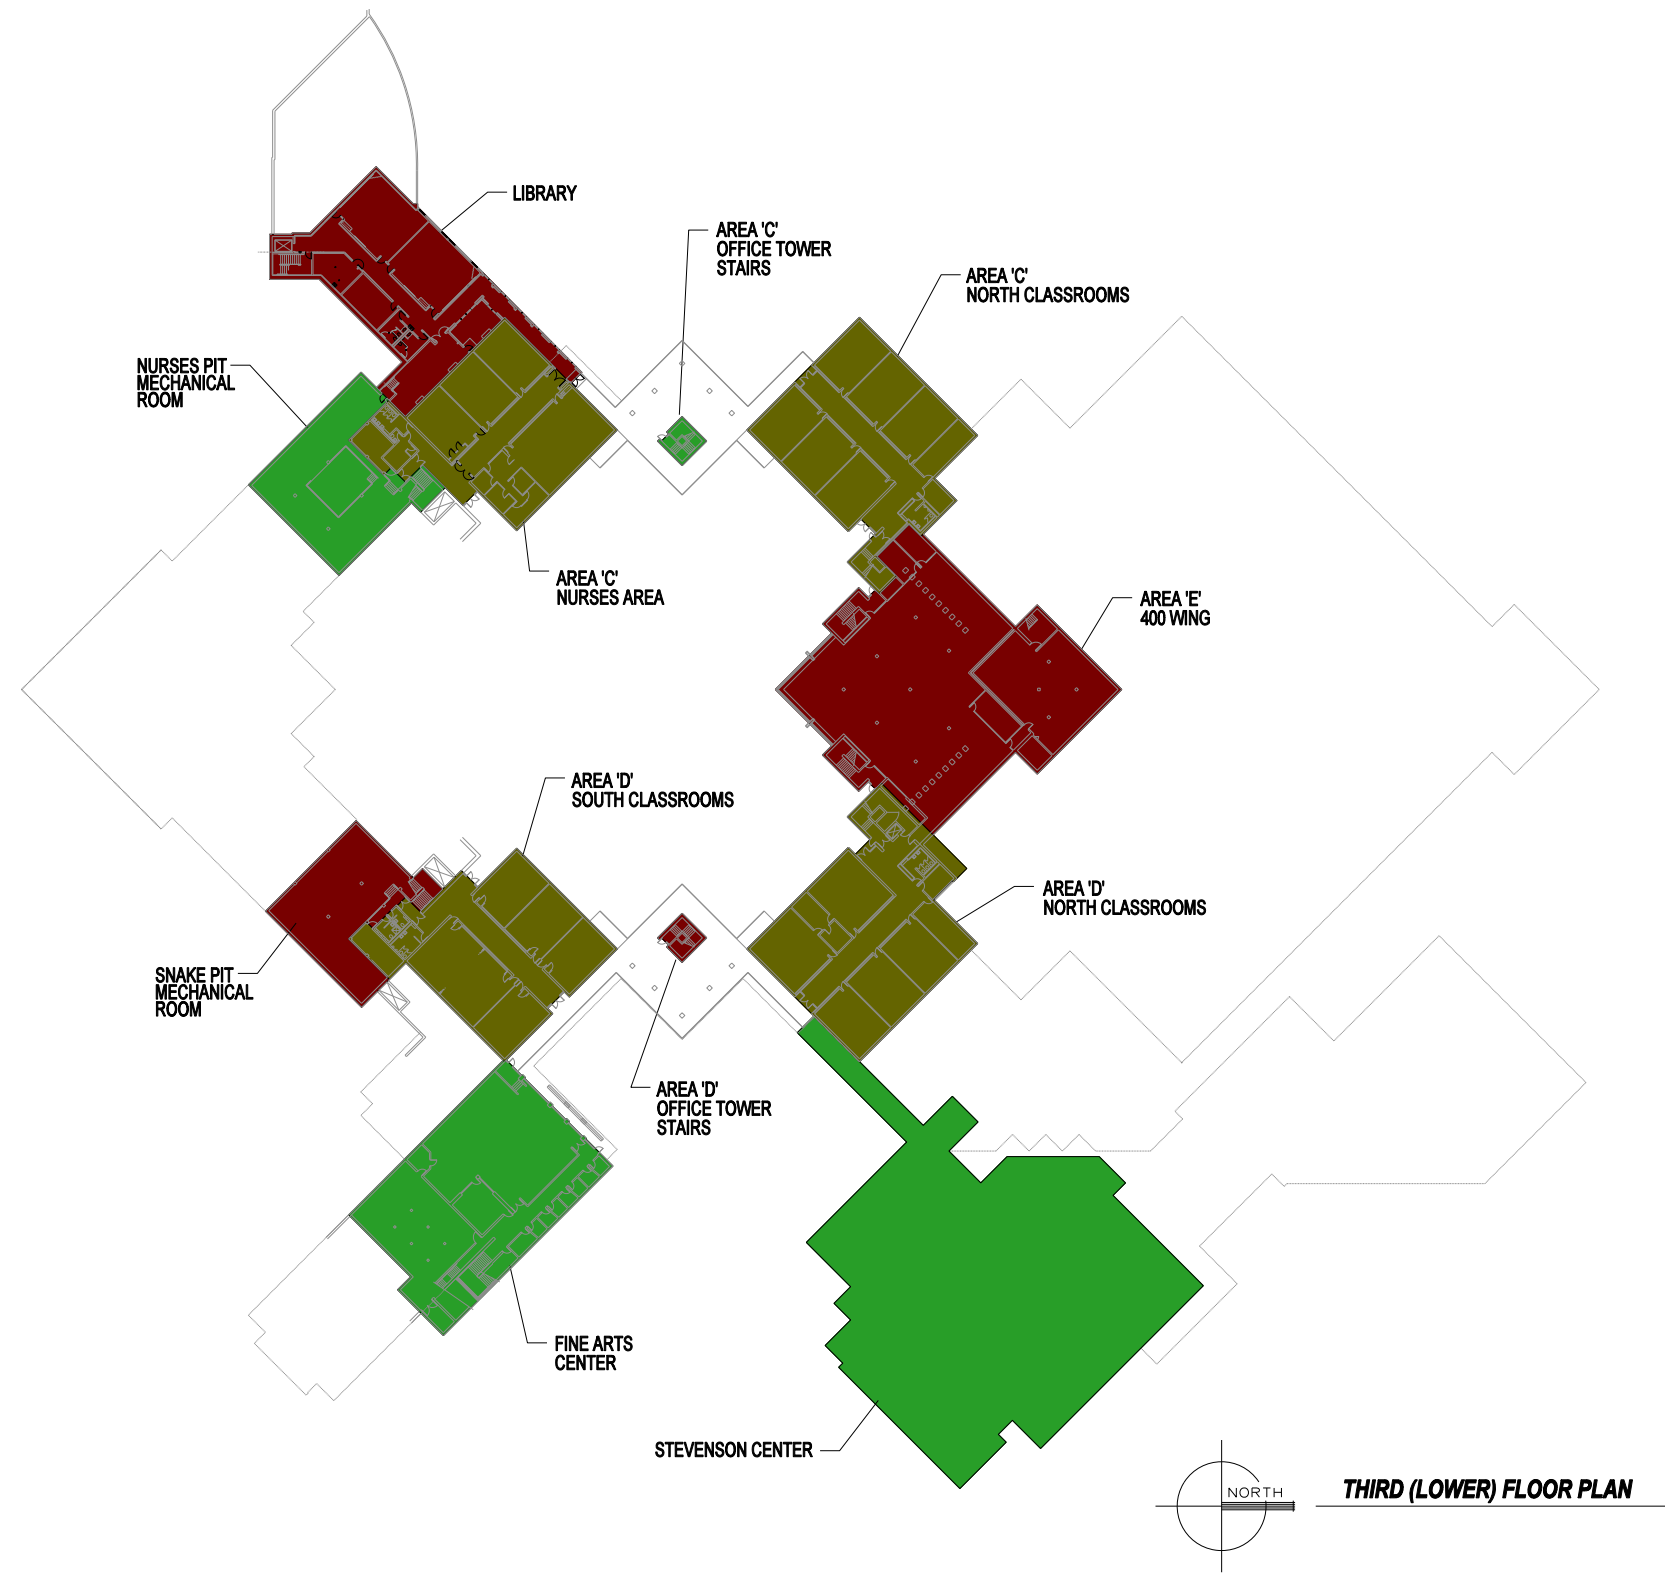 LIBRARY
AREA 'C'
OFFICE TOWER
STAIRS
AREA 'C'
NORTH CLASSROOMS
NURSES PIT
MECHANICAL
ROOM
AREA 'C'
NURSES AREA
AREA 'E'
400 WING
AREA 'D'
SOUTH CLASSROOMS
AREA 'D'
NORTH CLASSROOMS
SNAKE PIT
MECHANICAL
ROOM
AREA 'D'
OFFICE TOWER
STAIRS
FINE ARTS
CENTER
STEVENSON CENTER
NORTH
THIRD (LOWER) FLOOR PLAN